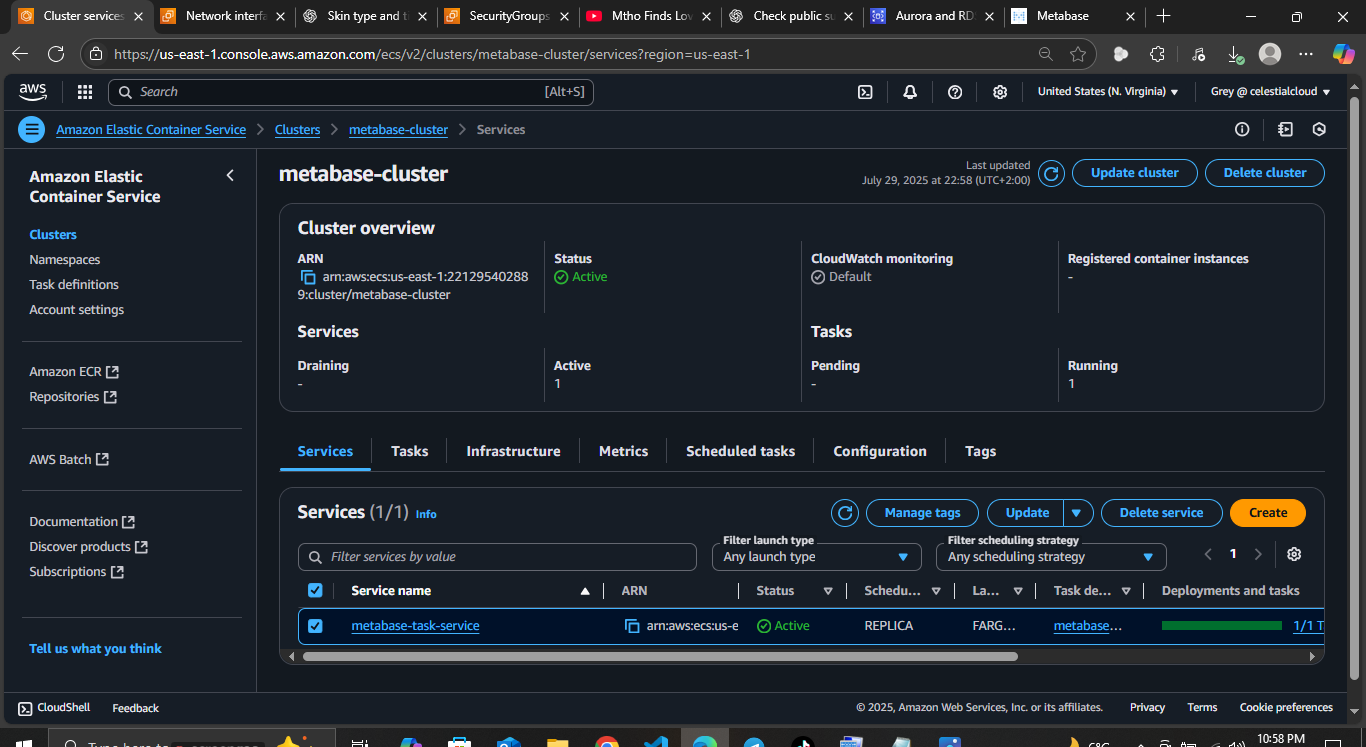 Cluster services
Network interfa
Skin type and t
SecurityGroups
Mtho Finds Lov
Check public su
Aurora and RD
Metabase
https://us-east-1.console.aws.amazon.com/ecs/v2/clusters/metabase-cluster/services?region=us-east-1
aws
Search
[Alt+S]
United States (N. Virginia)
Grey @ celestialcloud
Amazon Elastic Container Service
Clusters
metabase-cluster
Services
Amazon Elastic
Container Service
Clusters
Namespaces
Task definitions
Account settings
Amazon ECR
Repositories
AWS Batch
Documentation
Discover products
Subscriptions
Tell us what you think
metabase-cluster
Last updated
July 29, 2025 at 22:58 (UTC+2:00)
Update cluster
Delete cluster
Cluster overview
ARN
arn:aws:ecs:us-east-1:22129540288
9:cluster/metabase-cluster
Status
Active
CloudWatch monitoring
Default
Registered container instances
-
Services
Tasks
Draining
-
Active
1
Pending
-
Running
1
Services
Tasks
Infrastructure
Metrics
Scheduled tasks
Configuration
Tags
Services (1/1) Info
Manage tags
Update
Delete service
Create
Filter services by value
Filter launch type
Any launch type
Filter scheduling strategy
Any scheduling strategy
1
Service name
ARN
Status
Schedu...
La...
Task de...
Deployments and tasks
metabase-task-service
arn:aws:ecs:us-e
Active
REPLICA
FARG...
metabase...
1/1 T
CloudShell
Feedback
© 2025, Amazon Web Services, Inc. or its affiliates.
Privacy
Terms
Cookie preferences
10:58 PM